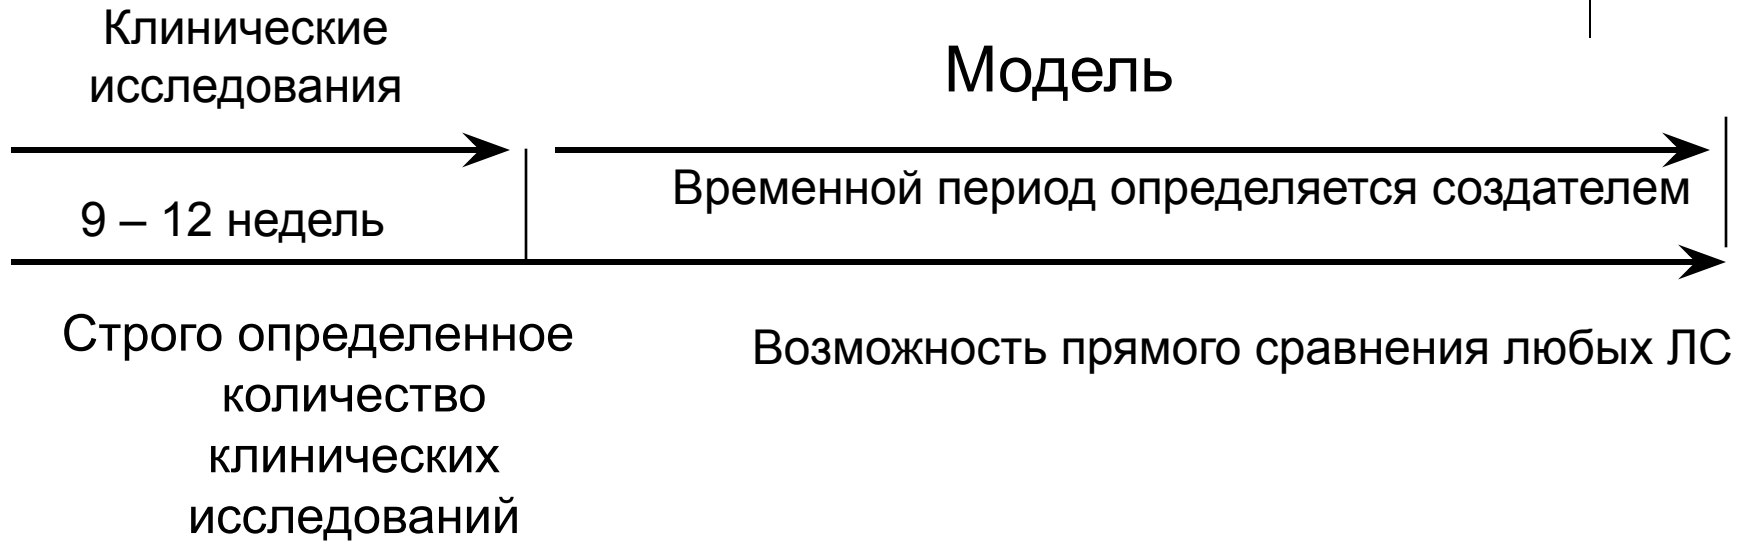 Клинические
исследования
Модель
Временной период определяется создателем
9 – 12 недель
Строго определенное
количество
клинических
исследований
Возможность прямого сравнения любых ЛС